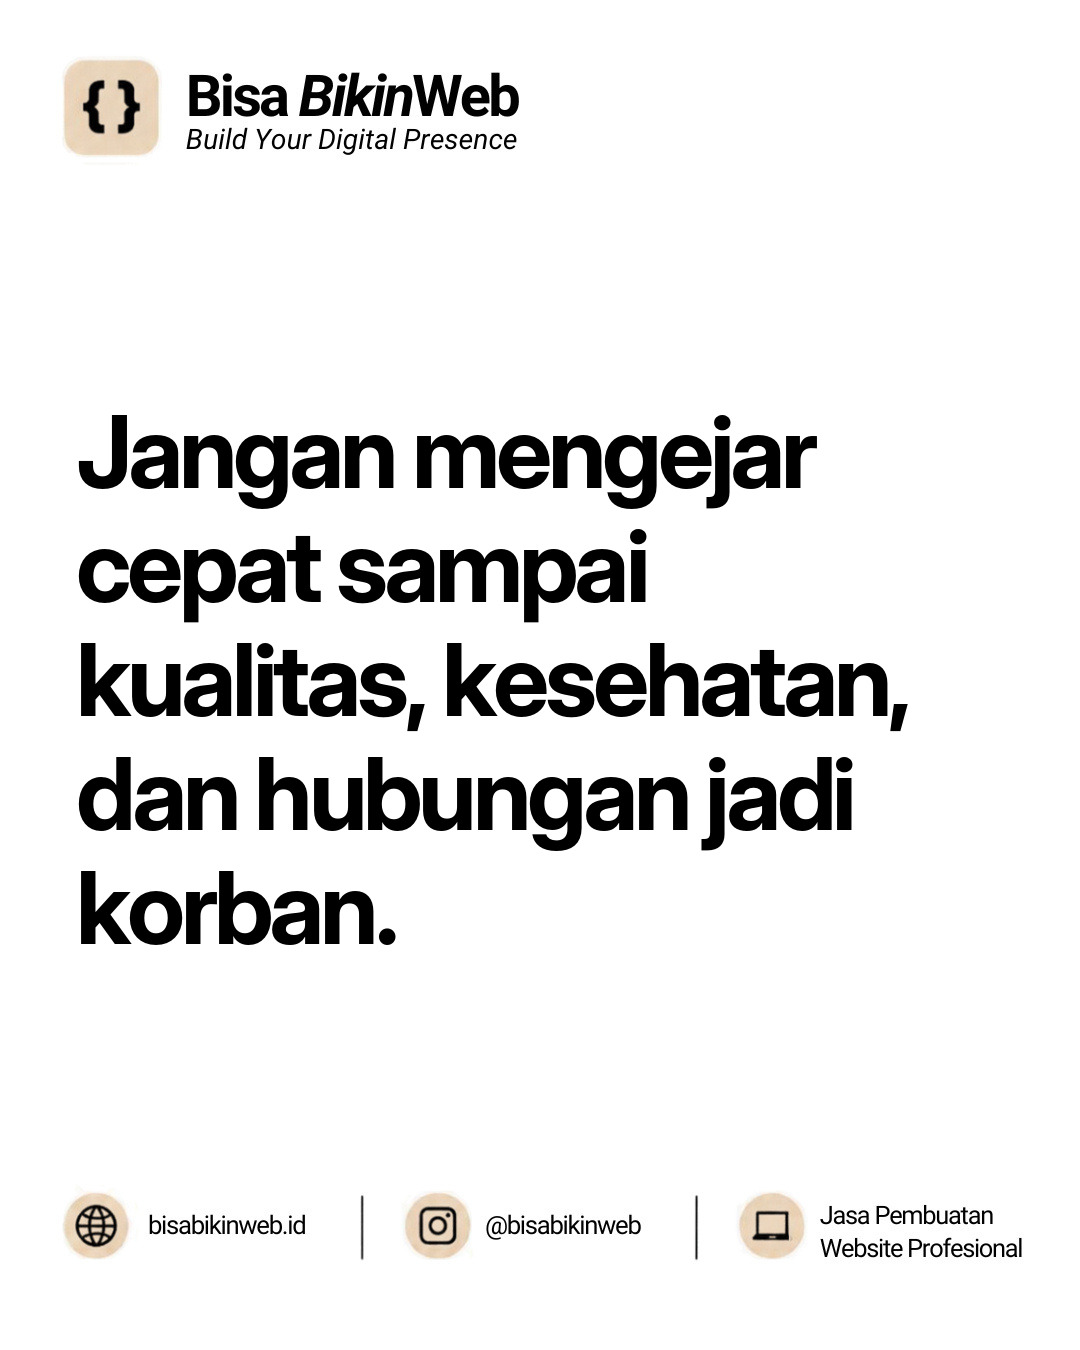 { }
Bisa BikinWeb
Build Your Digital Presence
Jangan mengejar
cepat sampai
kualitas, kesehatan,
dan hubungan jadi
korban.
bisabikinweb.id
@bisabikinweb
Jasa Pembuatan
Website Profesional